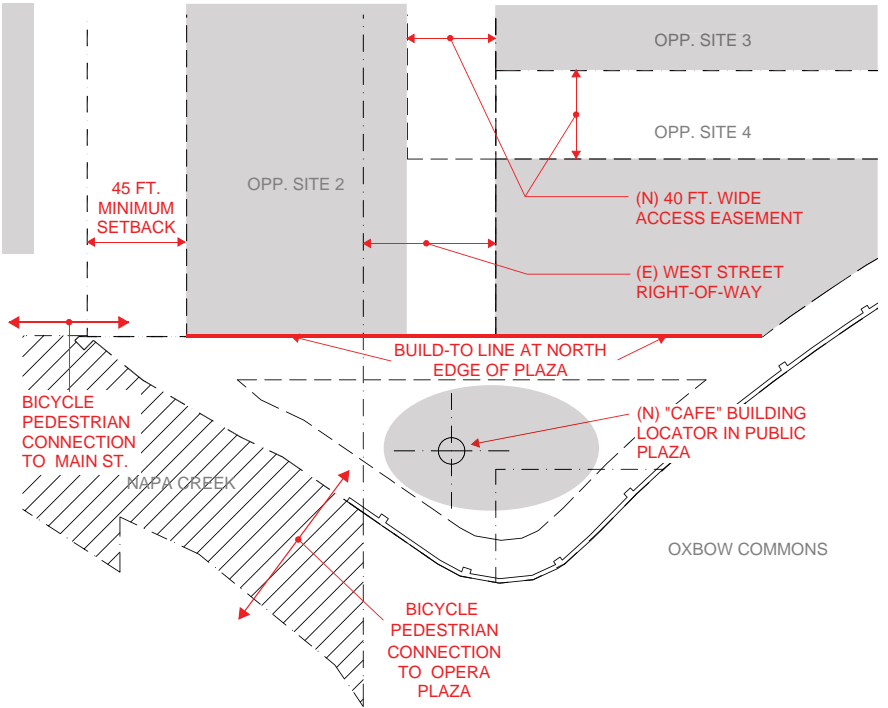 OPP. SITE 3
OPP. SITE 4
OPP. SITE 2
45 FT.
MINIMUM
SETBACK
(N) 40 FT. WIDE
ACCESS EASEMENT
(E) WEST STREET
RIGHT-OF-WAY
BUILD-TO LINE AT NORTH
EDGE OF PLAZA
BICYCLE
PEDESTRIAN
CONNECTION
TO MAIN ST.
(N) "CAFE" BUILDING
LOCATOR IN PUBLIC
PLAZA
NAPA CREEK
OXBOW COMMONS
BICYCLE
PEDESTRIAN
CONNECTION
TO OPERA
PLAZA